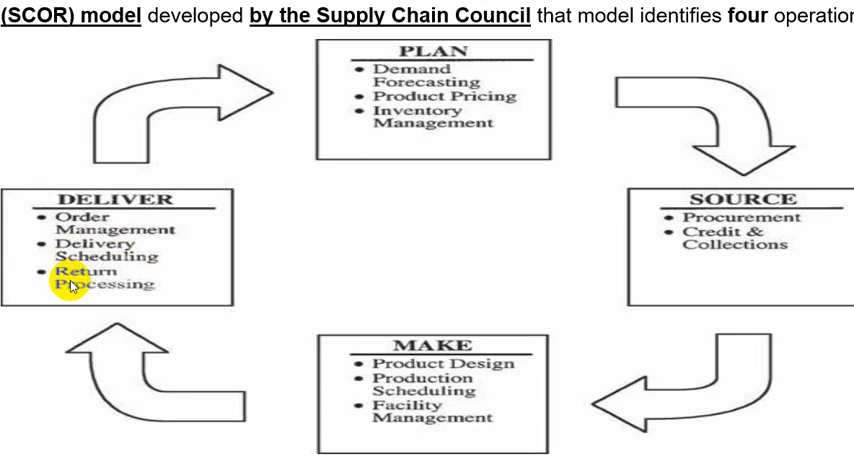 (SCOR) model developed by the Supply Chain Council that model identifies four operation
PLAN
• Demand
Forecasting
• Product Pricing
• Inventory
Management
DELIVER
• Order
Management
• Delivery
Scheduling
• Return
Processing
SOURCE
• Procurement
• Credit &
Collections
MAKE
• Product Design
• Production
Scheduling
• Facility
Management